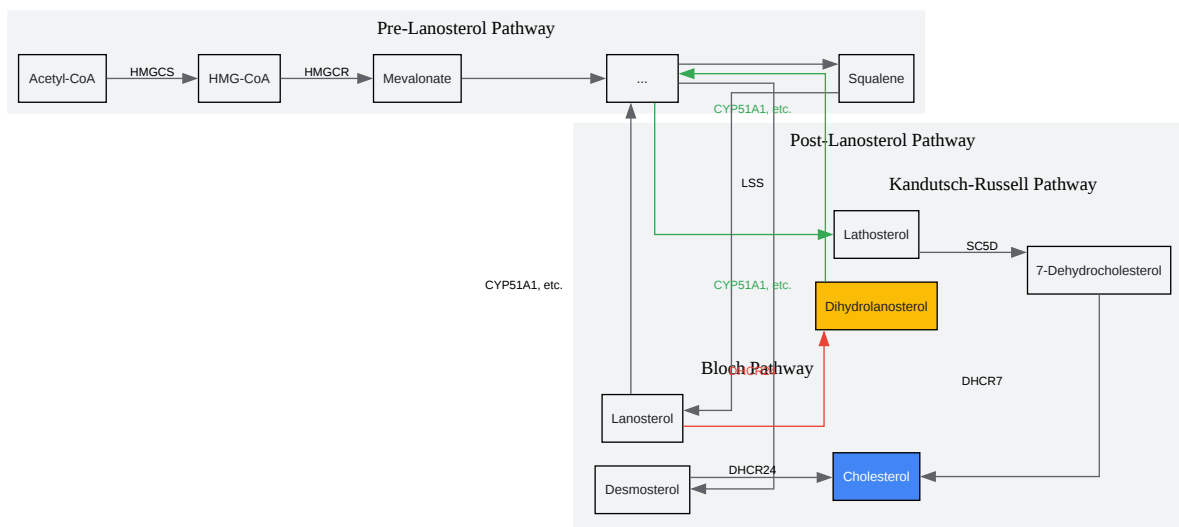 Pre-Lanosterol Pathway
Acetyl-CoA
HMGCS
HMG-CoA
HMGCR
Mevalonate
...
Squalene
CYP51A1, etc.
Post-Lanosterol Pathway
LSS
Kandutsch-Russell Pathway
Lathosterol
SC5D
7-Dehydrocholesterol
CYP51A1, etc.
CYP51A1, etc.
Dihydrolanosterol
Bloch Pathway
DHCR24
DHCR7
Lanosterol
Desmosterol
DHCR24
Cholesterol